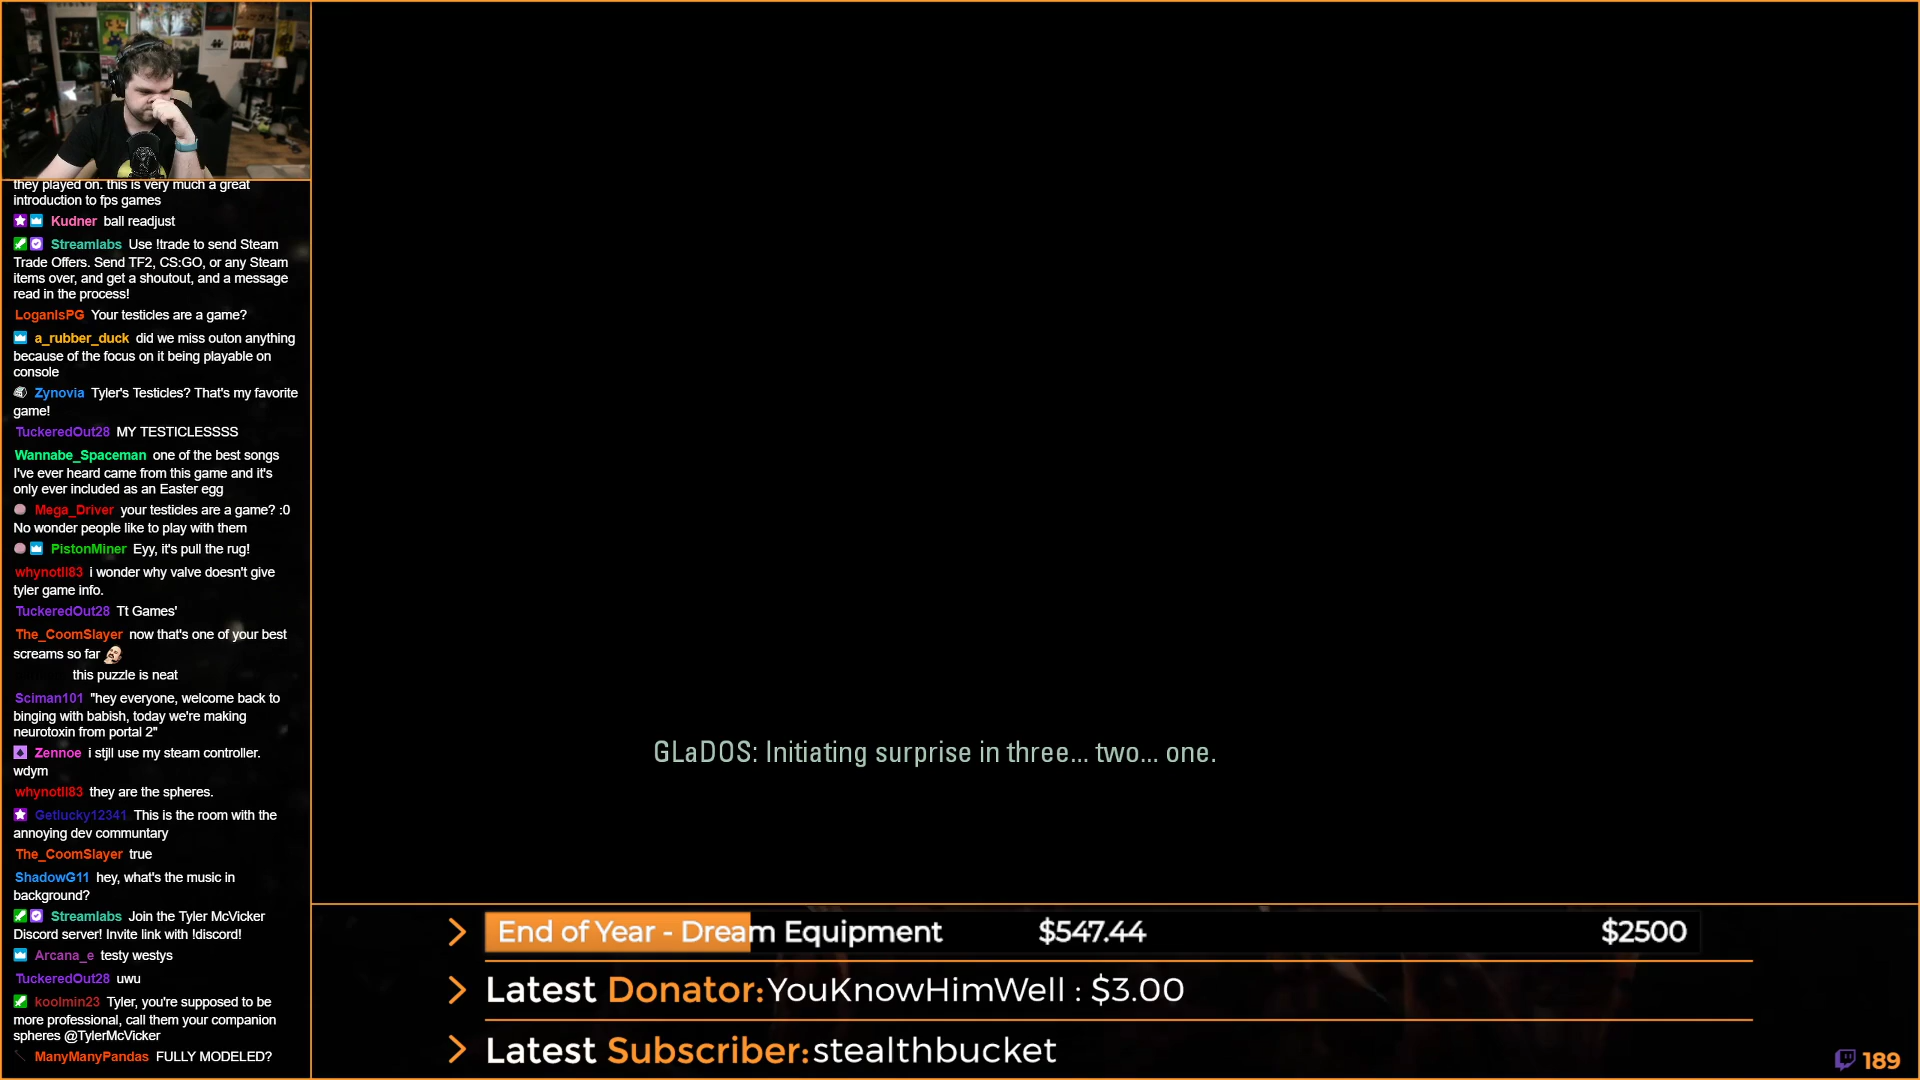 they played on. this is very much a great
introduction to fps games
Kudner ball readjust
Streamlabs Use !trade to send Steam
Trade Offers. Send TF2, CS:GO, or any Steam
items over, and get a shoutout, and a message
read in the process!
LoganIsPG Your testicles are a game?
a_rubber_duck did we miss outon anything
because of the focus on it being playable on
console
Zynovia Tyler's Testicles? That's my favorite
game!
TuckeredOut28 MY TESTICLESSSS
Wannabe_Spaceman one of the best songs
I've ever heard came from this game and it's
only ever included as an Easter egg
Mega_Driver your testicles are a game? :0
No wonder people like to play with them
PistonMiner Eyy, it's pull the rug!
whynotll83 i wonder why valve doesn't give
tyler game info.
TuckeredOut28 Tt Games'
The_CoomSlayer now that's one of your best
screams so far
this puzzle is neat
Sciman101 "hey everyone, welcome back to
binging with babish, today we're making
neurotoxin from portal 2"
Zennoe i stjll use my steam controller.
wdym
whynotll83 they are the spheres.
Getlucky12341 This is the room with the
annoying dev communtary
The_CoomSlayer true
ShadowG11 hey, what's the music in
background?
Streamlabs Join the Tyler McVicker
Discord server! Invite link with !discord!
Arcana_e testy westys
TuckeredOut28 uwu
koolmin23 Tyler, you're supposed to be
more professional, call them your companion
spheres @TylerMcVicker
ManyManyPandas FULLY MODELED?
GLaDOS: Initiating surprise in three... two... one.
End of Year - Dream Equipment $547.44 $2500
Latest Donator:YouKnowHimWell : $3.00
Latest Subscriber:stealthbucket
189